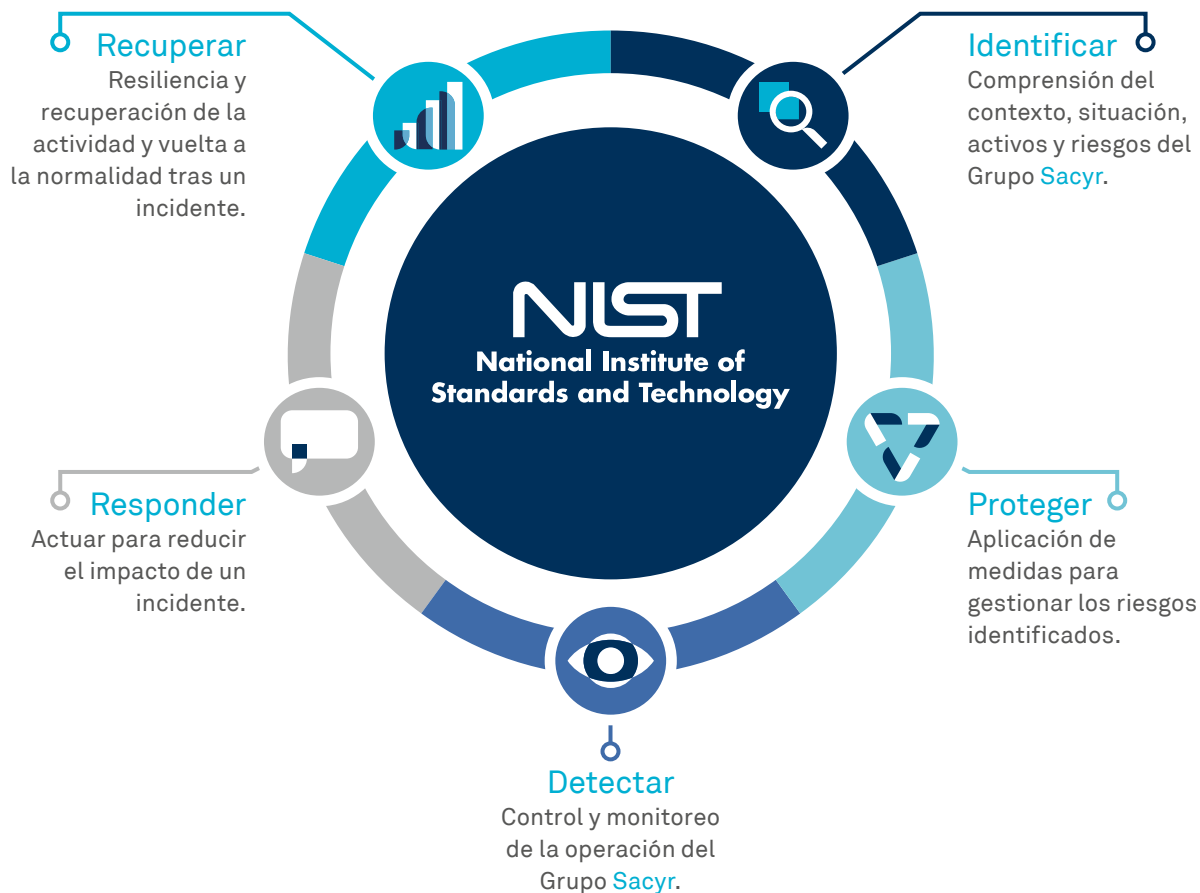 Recuperar
Resiliencia y
recuperación de la
actividad y vuelta a
la normalidad tras un
incidente.
Identificar
Comprensión del
contexto, situación,
activos y riesgos del
Grupo Sacyr.
NIST
National Institute of
Standards and Technology
Responder
Actuar para reducir
el impacto de un
incidente.
Proteger
Aplicación de
medidas para
gestionar los riesgos
identificados.
Detectar
Control y monitoreo
de la operación del
Grupo Sacyr.